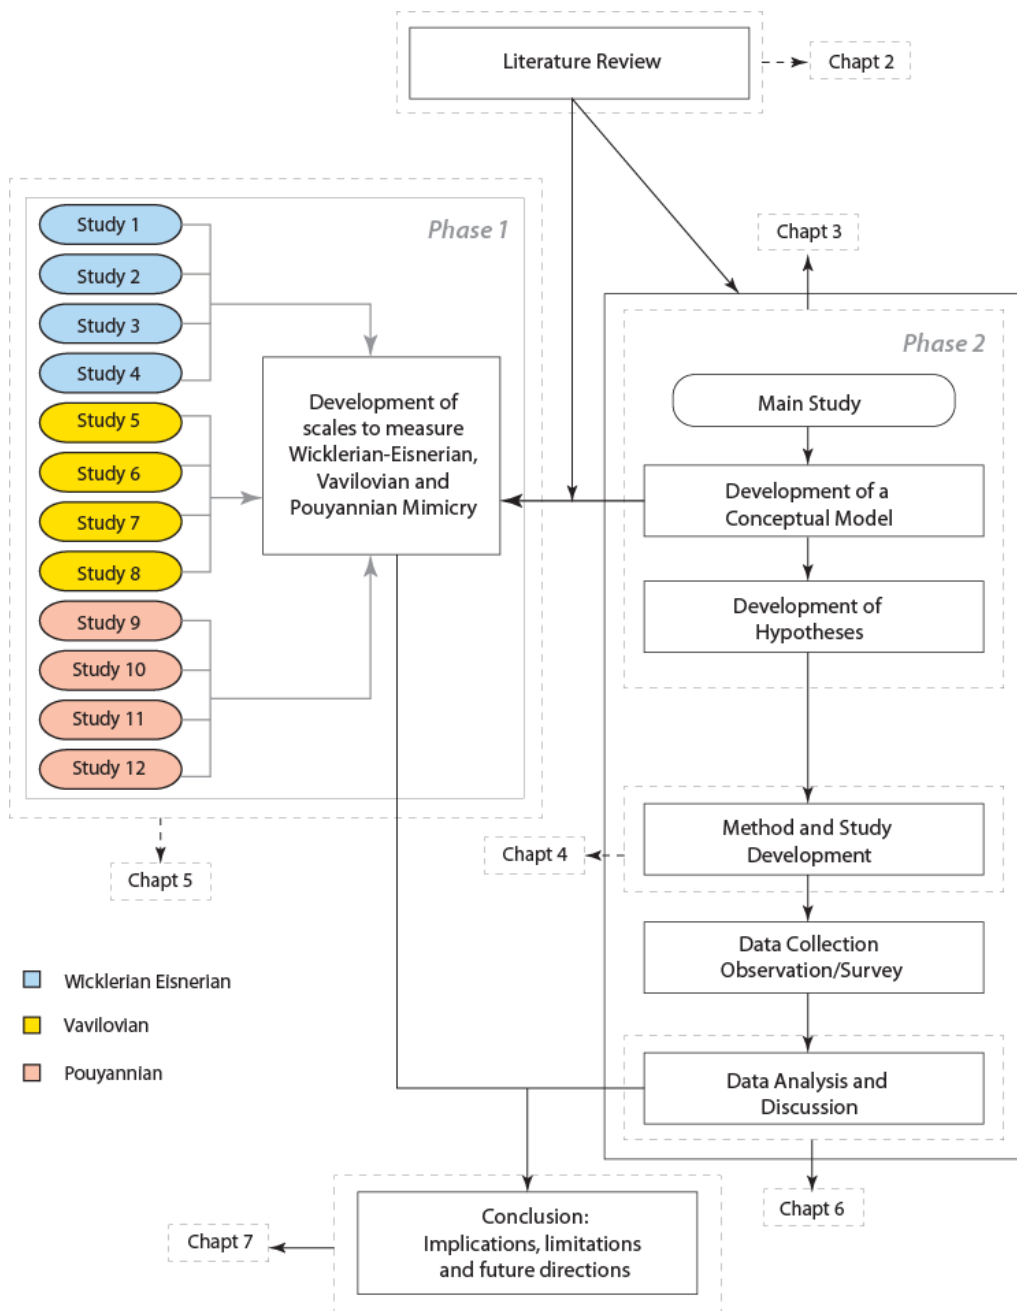 Literature Review
Chapt 2
Phase 1
Study 1
Study 2
Study 3
Study 4
Study 5
Study 6
Study 7
Study 8
Study 9
Study 10
Study 11
Study 12
Development of
scales to measure
Wicklerian-Eisnerian,
Vavilovian and
Pouyannian Mimicry
Chapt 5
Chapt 3
Phase 2
Main Study
Development of a
Conceptual Model
Development of
Hypotheses
Method and Study
Development
Chapt 4
Data Collection
Observation/Survey
Data Analysis and
Discussion
Chapt 6
Wicklerian Eisnerian
Vavilovian
Pouyannian
Conclusion:
Implications, limitations
and future directions
Chapt 7